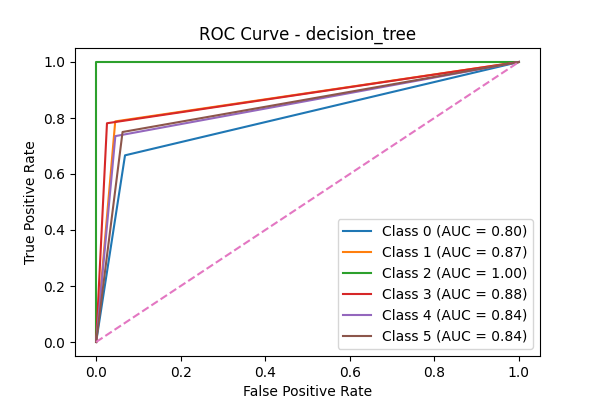 ROC Curve - decision_tree
True Positive Rate
1.0
0.8
0.6
0.4
0.2
0.0
Class 0 (AUC = 0.80)
Class 1 (AUC = 0.87)
Class 2 (AUC = 1.00)
Class 3 (AUC = 0.88)
Class 4 (AUC = 0.84)
Class 5 (AUC = 0.84)
0.0 0.2 0.4 0.6 0.8 1.0
False Positive Rate